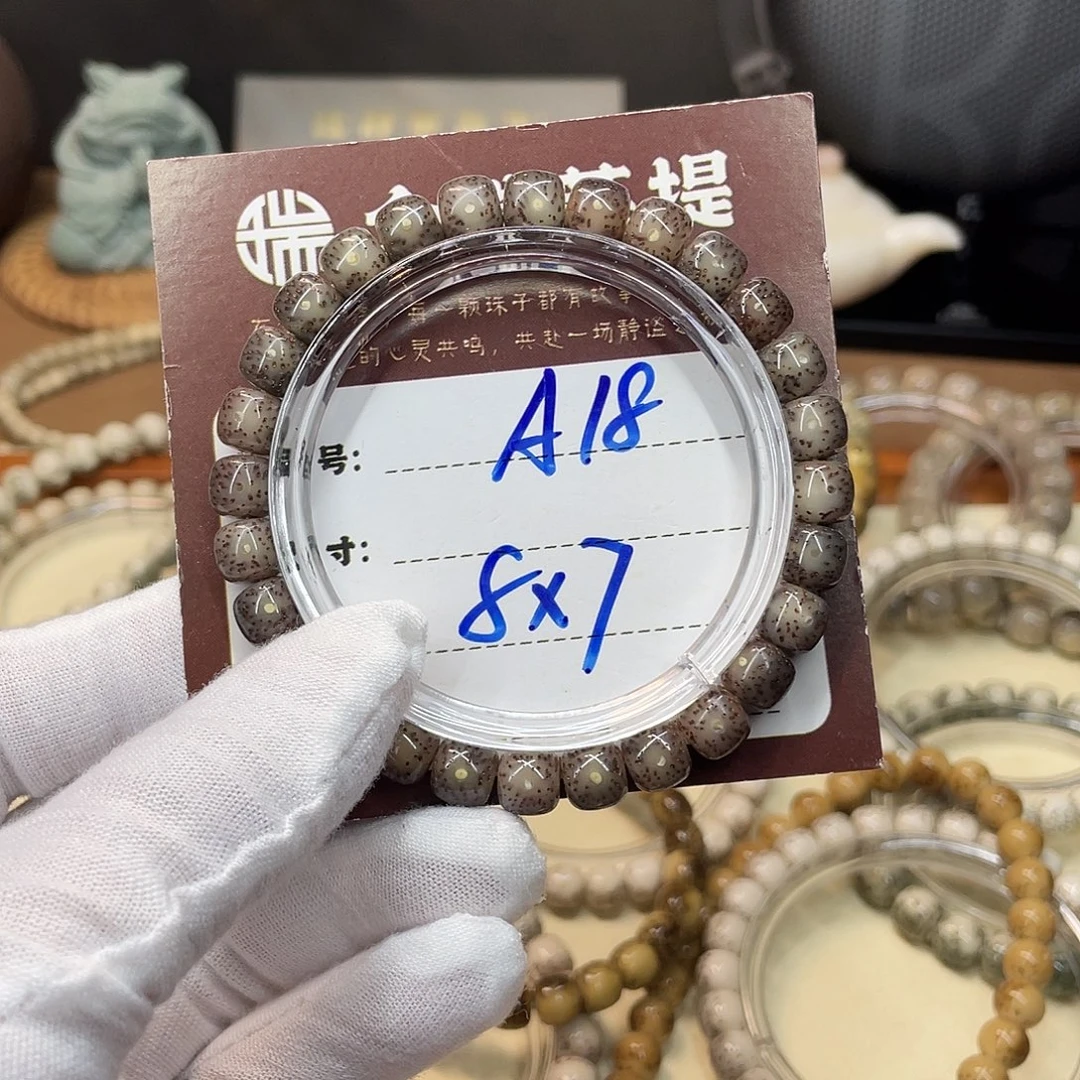 瑞
菩提
一颗珠子都有故事
的心灵共鸣，共赴一场静谧
号：
A18
寸：
8x7